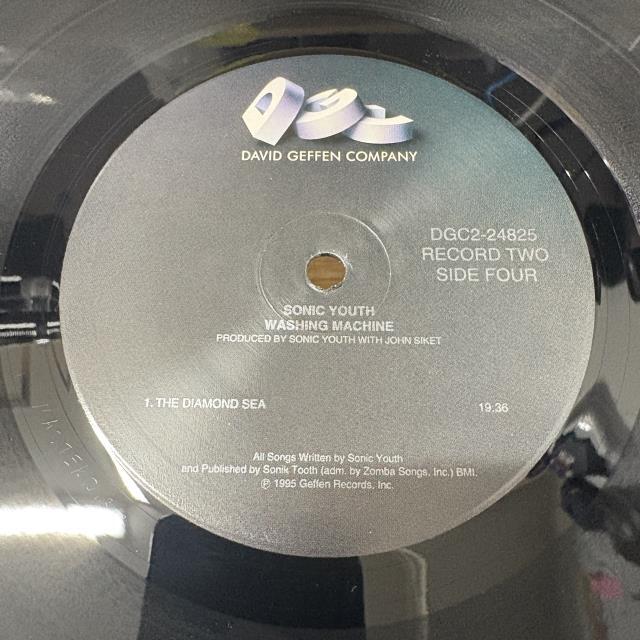 DGC
DAVID GEFFEN COMPANY
DGC2-24825
RECORD TWO
SIDE FOUR
SONIC YOUTH
WASHING MACHINE
PRODUCED BY SONIC YOUTH WITH JOHN SIKET
1. THE DIAMOND SEA 19:36
All Songs Written by Sonic Youth
and Published by Sonik Tooth (adm. by Zomba Songs, Inc.) BMI.
℗ 1995 Geffen Records, Inc.